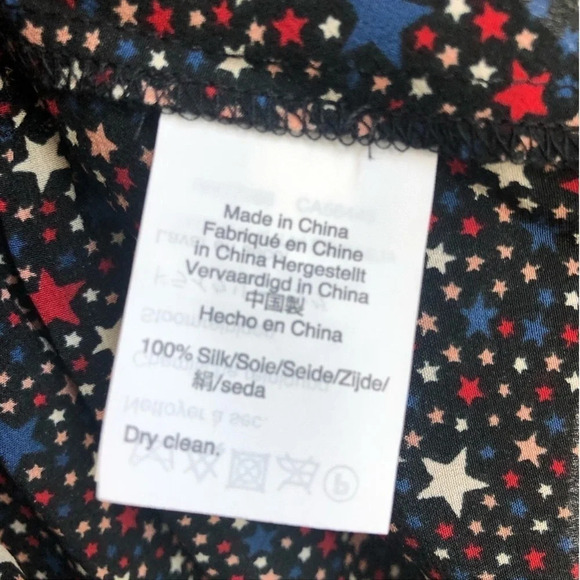 Made in China
Fabriqué en Chine
in China Hergestellt
Vervaardigd in China
中国製
Hecho en China
100% Silk/Soie/Seide/Zijde/
絹/seda
Dry clean.